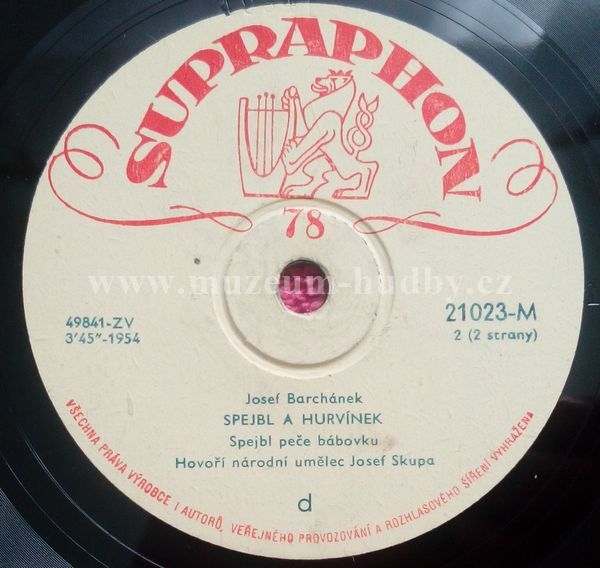 SUPRAPHON
78
www.muzeum-hudby.cz
49841-ZV
3'45"-1954
21023-M
2 (2 strany)
Josef Barchánek
SPEJBL A HURVÍNEK
Spejbl peče bábovku
Hovoří národní umělec Josef Skupa
d
VŠECHNA PRÁVA VÝROBCE I AUTORŮ, VEŘEJNÉHO PROVOZOVÁNÍ A ROZHLASOVÉHO ŠÍŘENÍ VYHRAŽENA